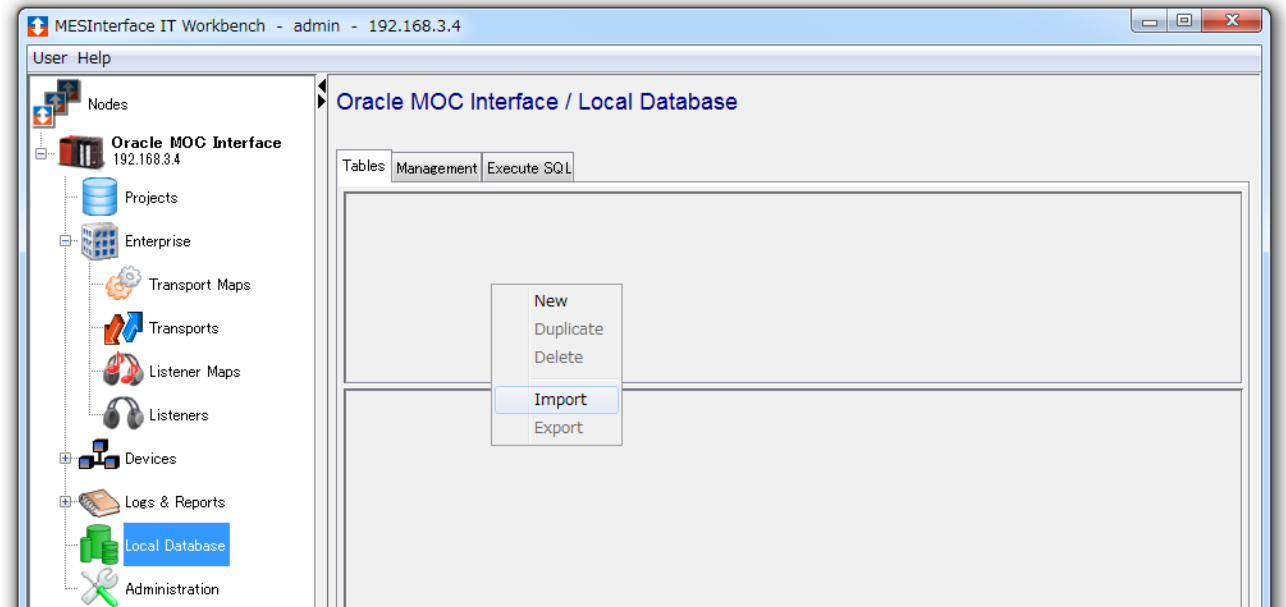 MESInterface IT Workbench - admin - 192.168.3.4
User Help
Nodes
Oracle MOC Interface
192.168.3.4
Projects
Enterprise
Transport Maps
Transports
Listener Maps
Listeners
Devices
Logs & Reports
Local Database
Administration
Oracle MOC Interface / Local Database
Tables Management Execute SQL
New
Duplicate
Delete
Import
Export